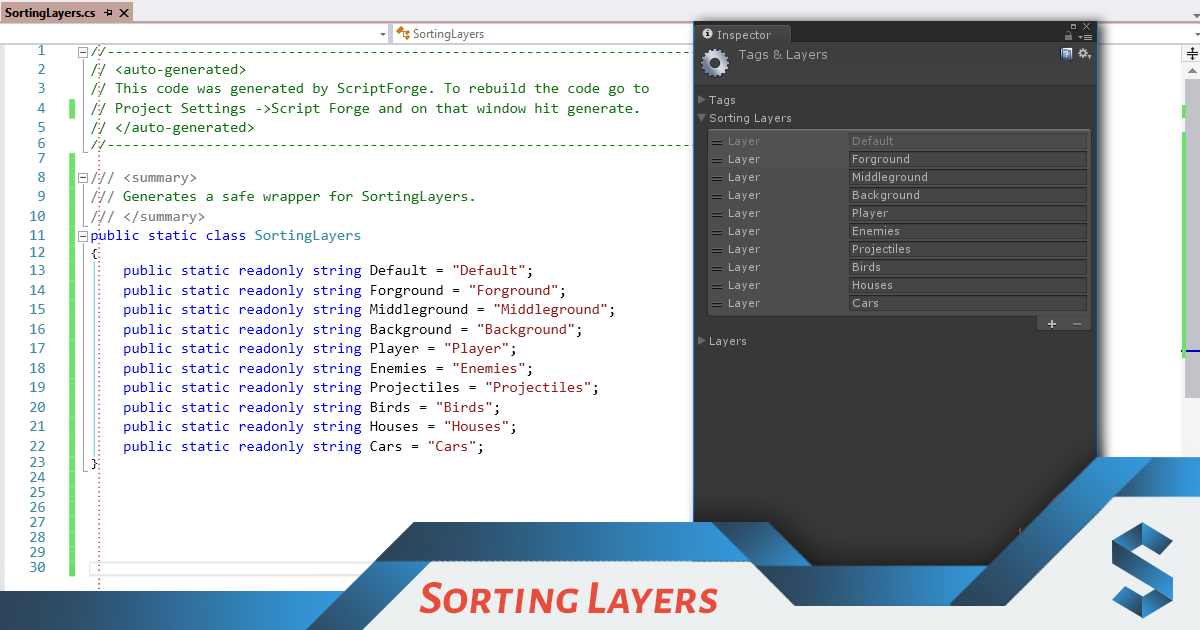 SortingLayers.cs
SortingLayers
1 //----------------------------------------------------------------------
2 // <auto-generated>
3 // This code was generated by ScriptForge. To rebuild the code go to
4 // Project Settings ->Script Forge and on that window hit generate.
5 // </auto-generated>
6 //----------------------------------------------------------------------
7
8 /// <summary>
9 /// Generates a safe wrapper for SortingLayers.
10 /// </summary>
11 public static class SortingLayers
12 {
13 public static readonly string Default = "Default";
14 public static readonly string Forground = "Forground";
15 public static readonly string Middleground = "Middleground";
16 public static readonly string Background = "Background";
17 public static readonly string Player = "Player";
18 public static readonly string Enemies = "Enemies";
19 public static readonly string Projectiles = "Projectiles";
20 public static readonly string Birds = "Birds";
21 public static readonly string Houses = "Houses";
22 public static readonly string Cars = "Cars";
23 }
24
25
26
27
28
29
30
Inspector
Tags & Layers
Tags
Sorting Layers
Layer Default
Layer Forground
Layer Middleground
Layer Background
Layer Player
Layer Enemies
Layer Projectiles
Layer Birds
Layer Houses
Layer Cars
+ −
Layers
Sorting Layers